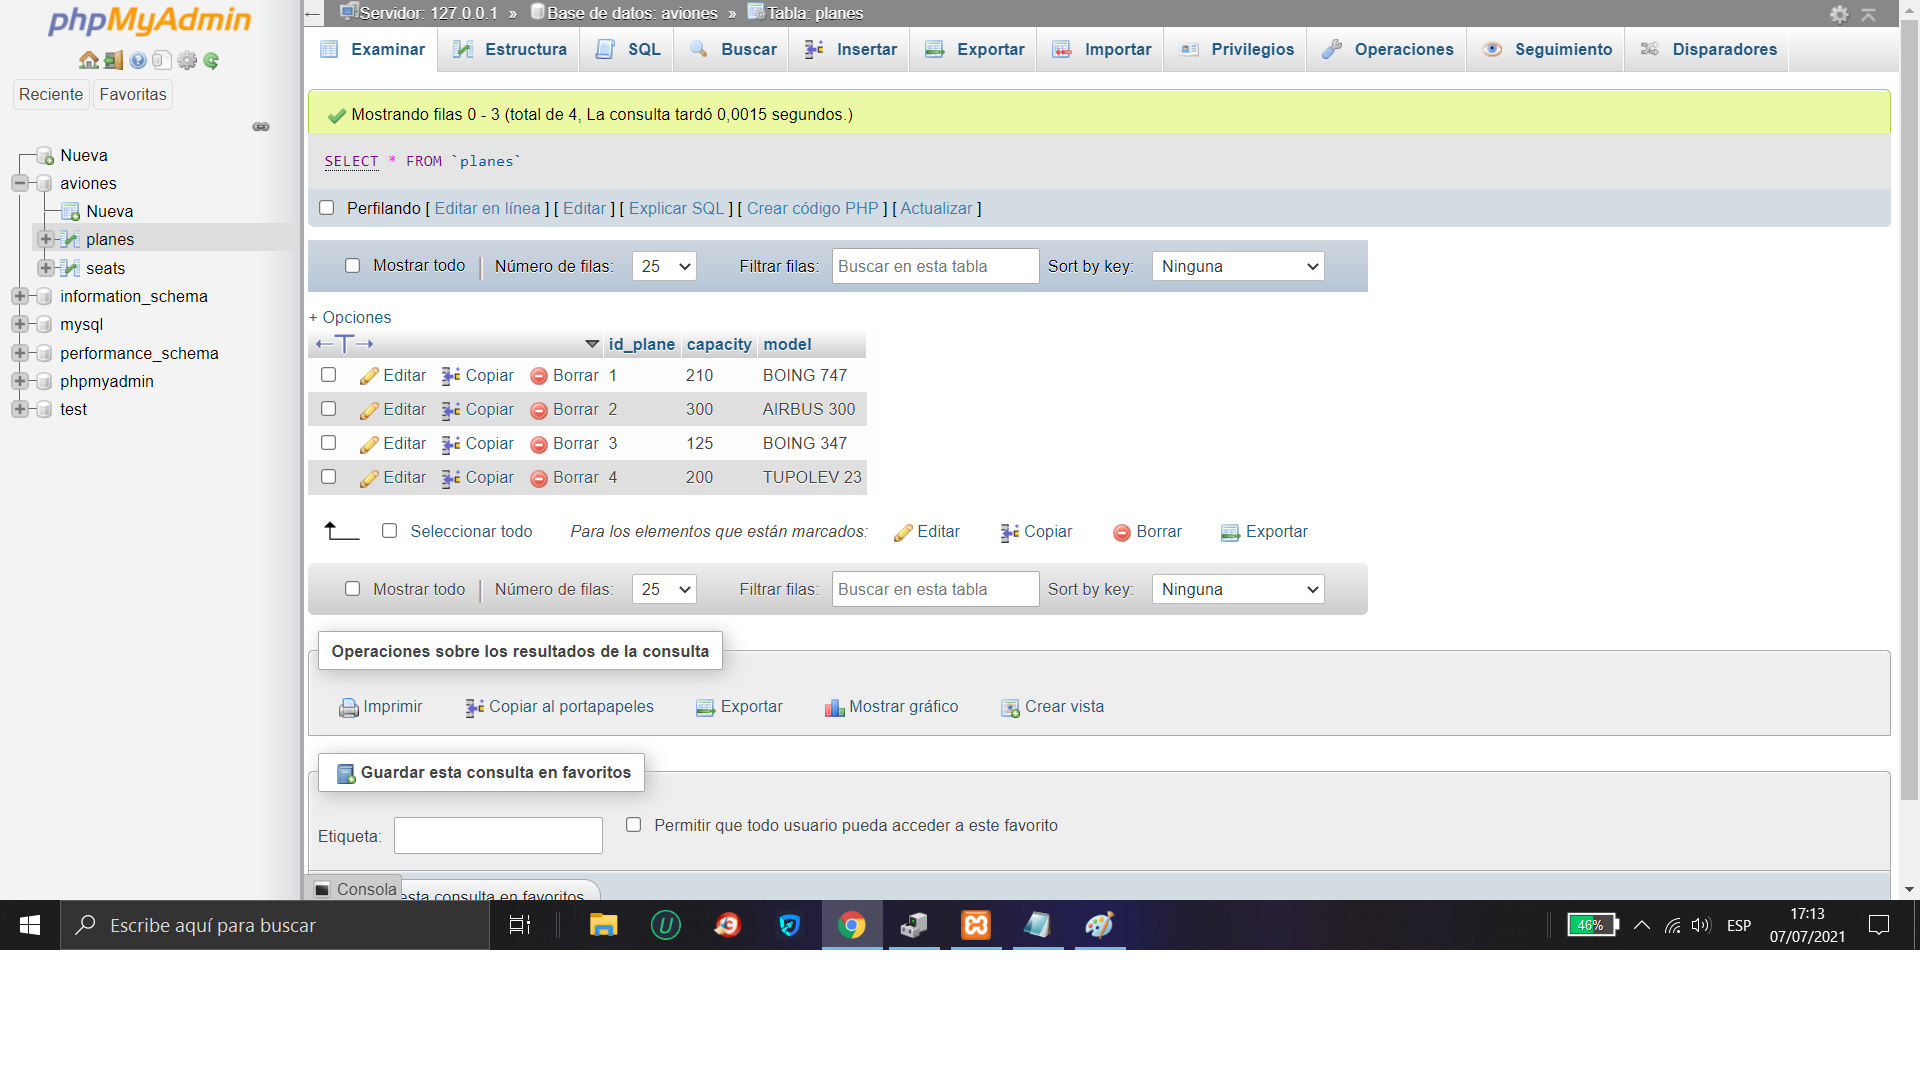 phpMyAdmin
Reciente Favoritas
Nueva
aviones
Nueva
planes
seats
information_schema
mysql
performance_schema
phpmyadmin
test
Servidor: 127.0.0.1 » Base de datos: aviones » Tabla: planes
Examinar Estructura SQL Buscar Insertar Exportar Importar Privilegios Operaciones Seguimiento Disparadores
Mostrando filas 0 - 3 (total de 4, La consulta tardó 0,0015 segundos.)
SELECT * FROM `planes`
Perfilando [ Editar en línea ] [ Editar ] [ Explicar SQL ] [ Crear código PHP ] [ Actualizar ]
Mostrar todo Número de filas: 25 Filtrar filas: Buscar en esta tabla Sort by key: Ninguna
+ Opciones
←T→ id_plane capacity model
Editar Copiar Borrar 1 210 BOING 747
Editar Copiar Borrar 2 300 AIRBUS 300
Editar Copiar Borrar 3 125 BOING 347
Editar Copiar Borrar 4 200 TUPOLEV 23
Seleccionar todo Para los elementos que están marcados: Editar Copiar Borrar Exportar
Mostrar todo Número de filas: 25 Filtrar filas: Buscar en esta tabla Sort by key: Ninguna
Operaciones sobre los resultados de la consulta
Imprimir Copiar al portapapeles Exportar Mostrar gráfico Crear vista
Guardar esta consulta en favoritos
Etiqueta: Permitir que todo usuario pueda acceder a este favorito
Consola esta consulta en favoritos
Escribe aquí para buscar
46% ESP 17:13
07/07/2021